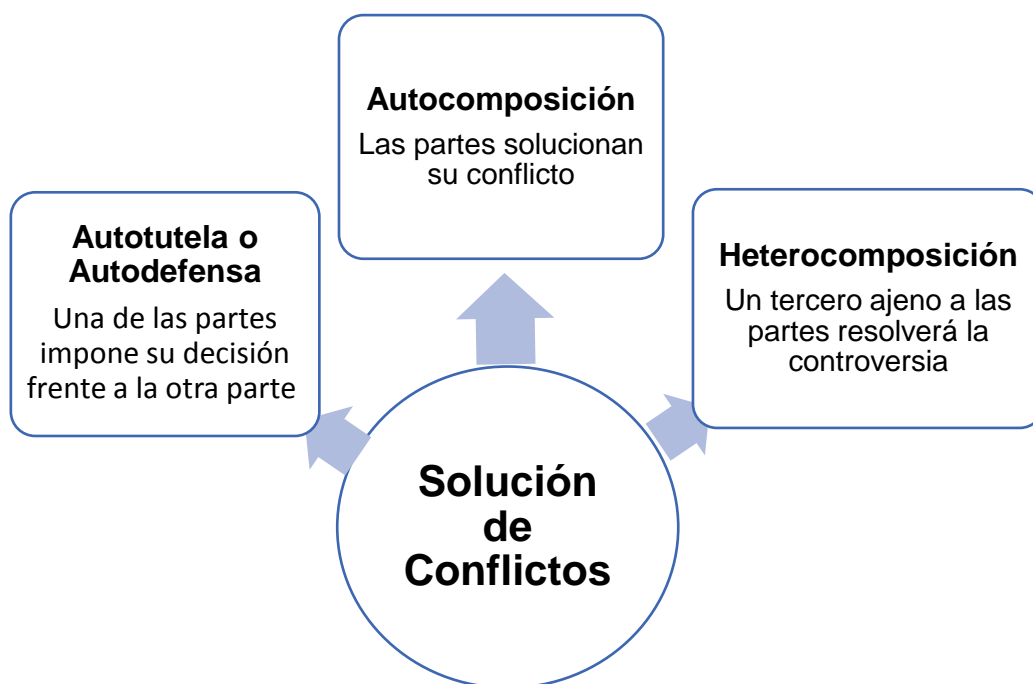 Autocomposición
Las partes solucionan
su conflicto
Autotutela o
Autodefensa
Una de las partes
impone su decisión
frente a la otra parte
Heterocomposición
Un tercero ajeno a las
partes resolverá la
controversia
Solución
de
Conflictos